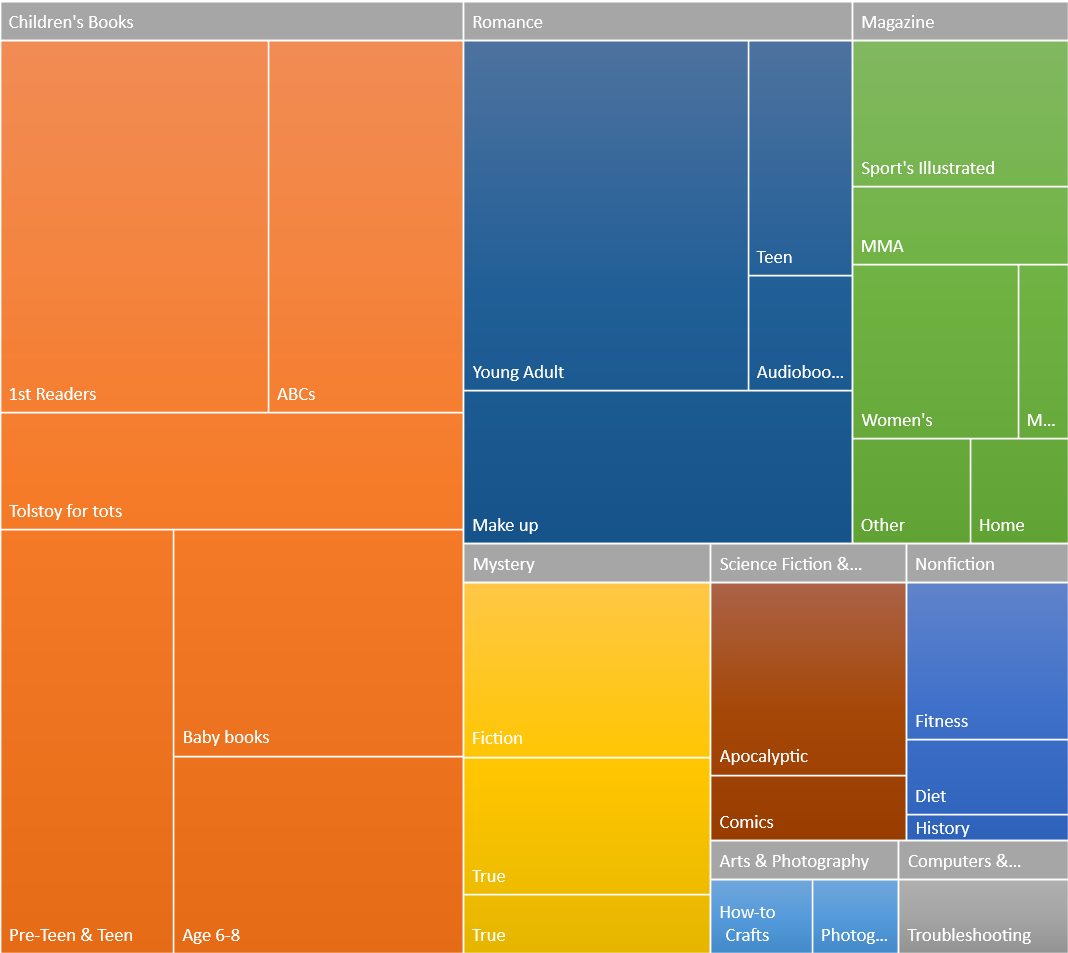 Children's Books
Romance
Magazine
Sport's Illustrated
MMA
Teen
Young Adult
Audioboo...
1st Readers
ABCs
Women's
M...
Tolstoy for tots
Make up
Other
Home
Mystery
Science Fiction &...
Nonfiction
Fiction
Apocalyptic
Fitness
Baby books
Diet
Comics
History
Arts & Photography
Computers &...
True
How-to
Crafts
Photog...
Troubleshooting
Pre-Teen & Teen
Age 6-8
True